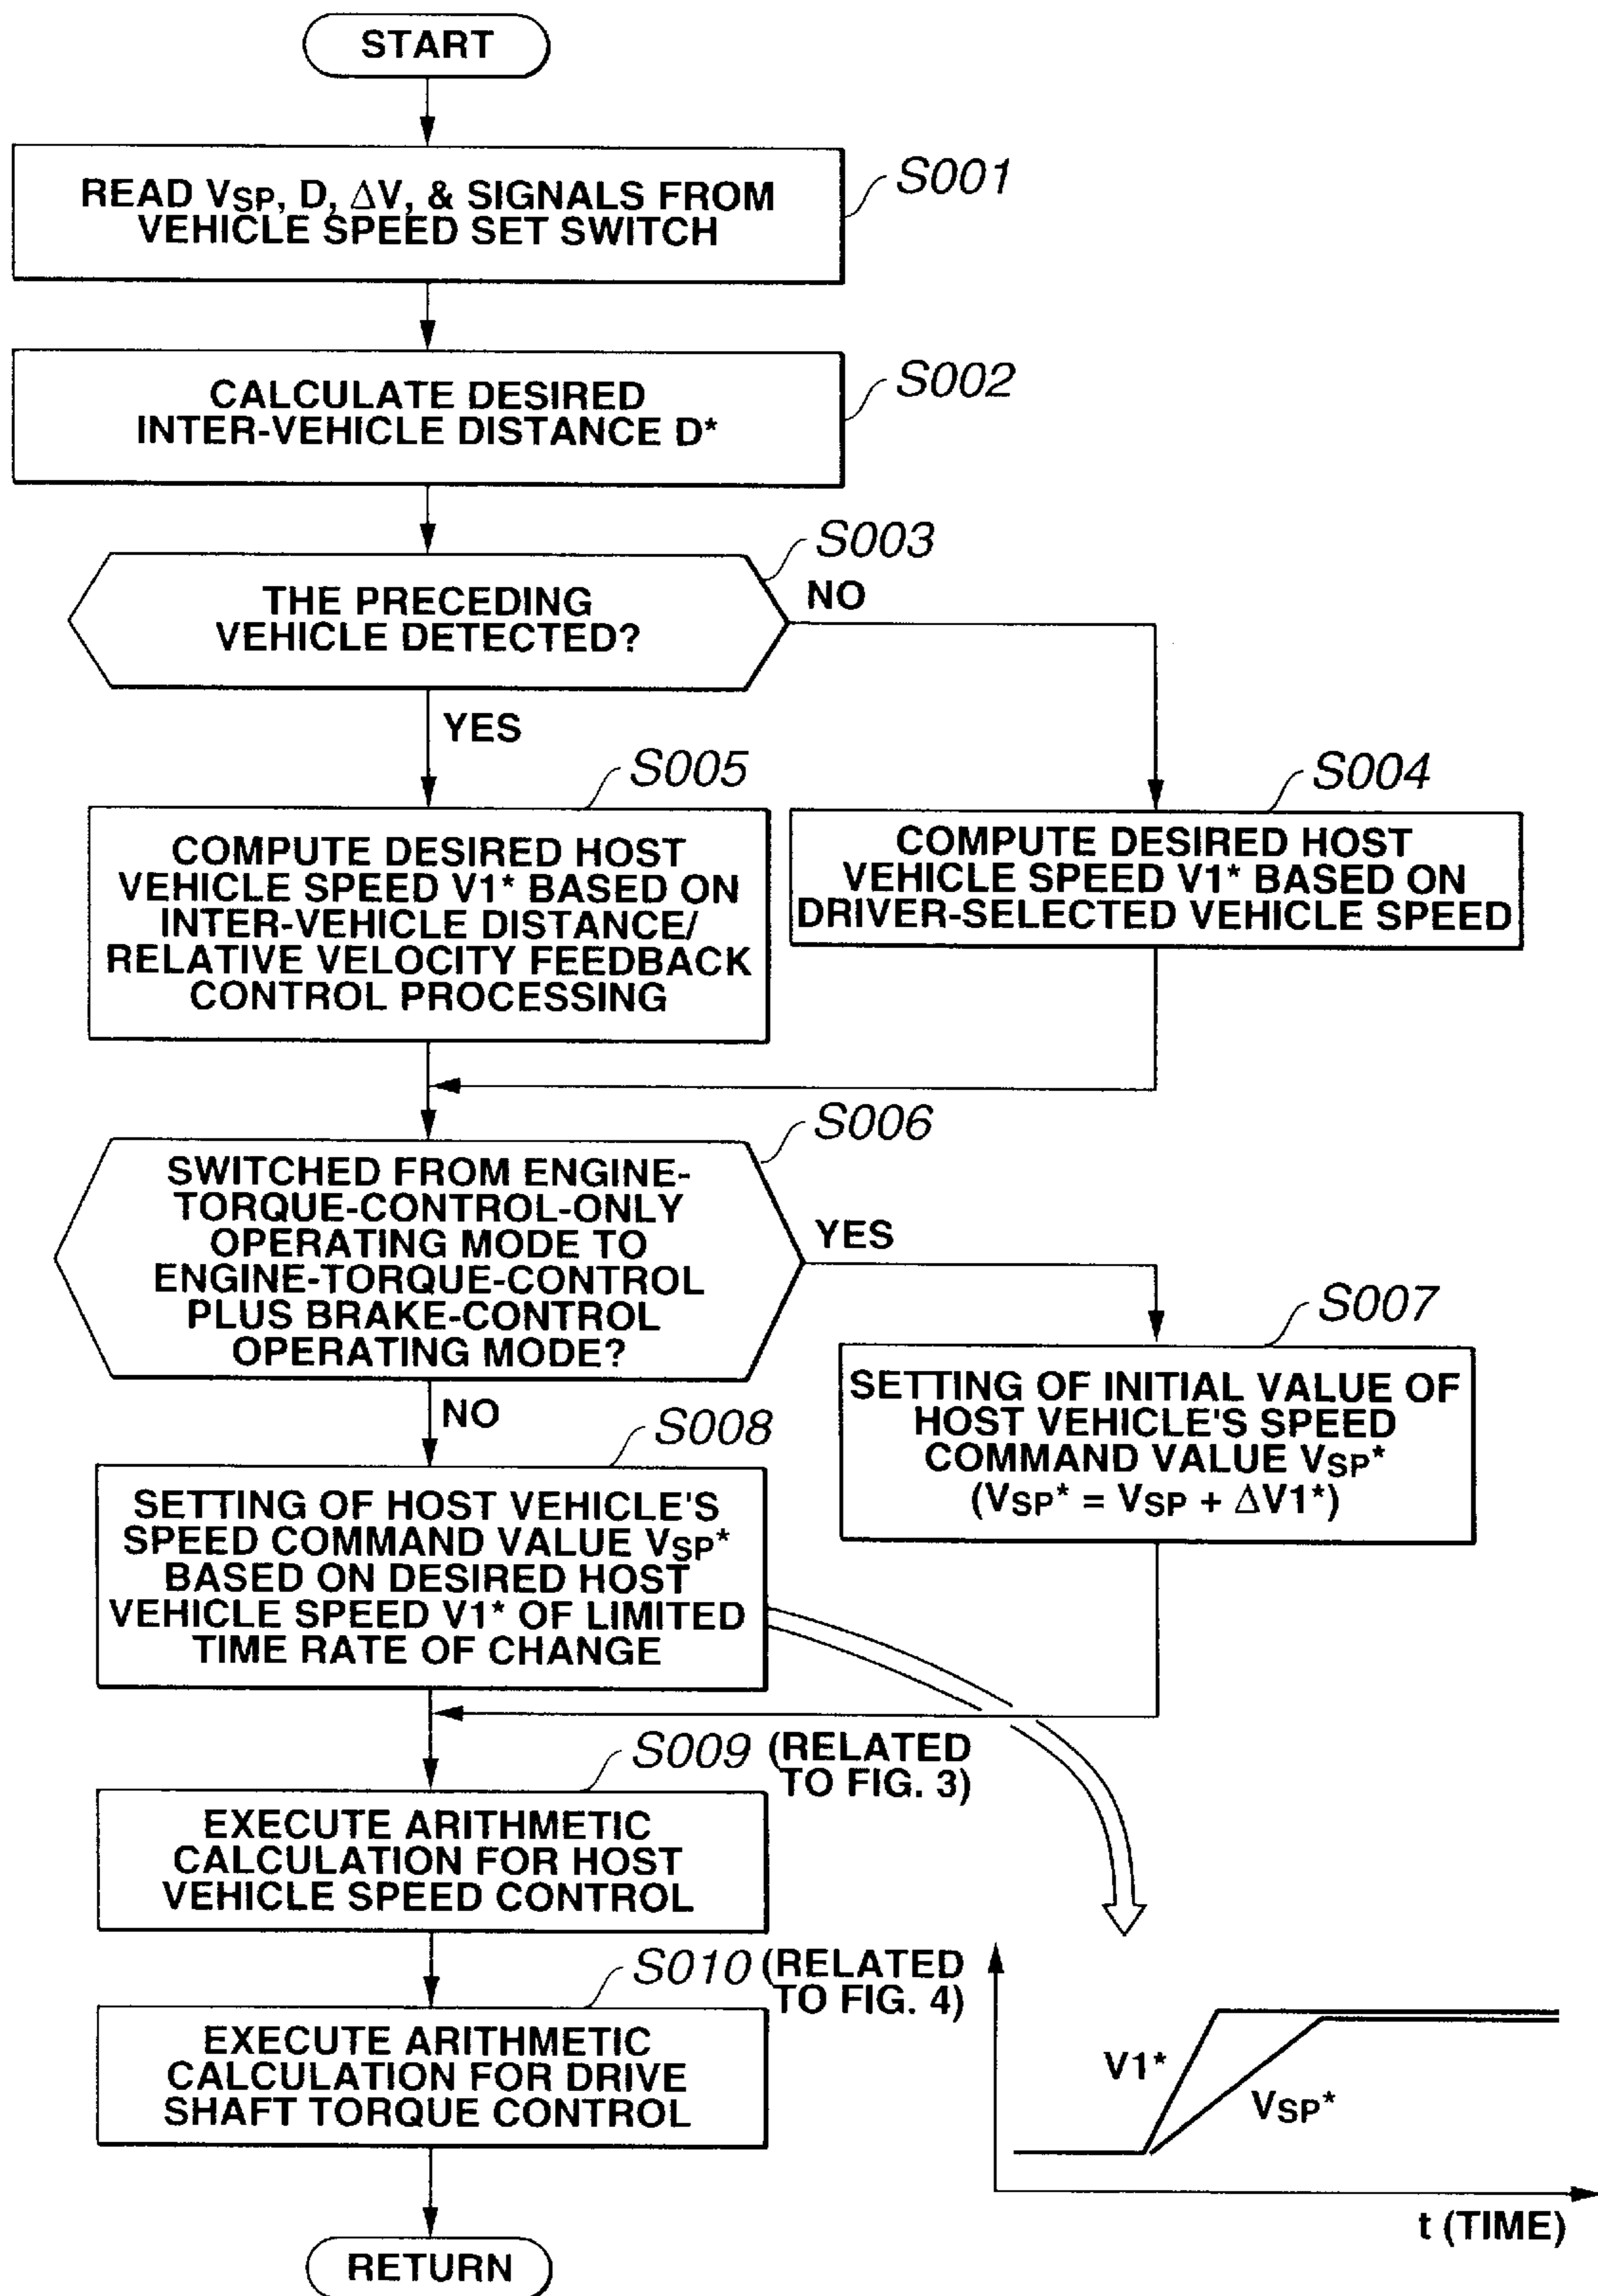 START
READ VSP, D, ΔV, & SIGNALS FROM
VEHICLE SPEED SET SWITCH
S001
CALCULATE DESIRED
INTER-VEHICLE DISTANCE D*
S002
THE PRECEDING
VEHICLE DETECTED?
S003
NO
YES
S005
COMPUTE DESIRED HOST
VEHICLE SPEED V1* BASED ON
INTER-VEHICLE DISTANCE/
RELATIVE VELOCITY FEEDBACK
CONTROL PROCESSING
S004
COMPUTE DESIRED HOST
VEHICLE SPEED V1* BASED ON
DRIVER-SELECTED VEHICLE SPEED
S006
SWITCHED FROM ENGINE-
TORQUE-CONTROL-ONLY
OPERATING MODE TO
ENGINE-TORQUE-CONTROL
PLUS BRAKE-CONTROL
OPERATING MODE?
YES
NO
S007
SETTING OF INITIAL VALUE OF
HOST VEHICLE'S SPEED
COMMAND VALUE VSP*
(VSP* = VSP + ΔV1*)
S008
SETTING OF HOST VEHICLE'S
SPEED COMMAND VALUE VSP*
BASED ON DESIRED HOST
VEHICLE SPEED V1* OF LIMITED
TIME RATE OF CHANGE
S009 (RELATED
TO FIG. 3)
EXECUTE ARITHMETIC
CALCULATION FOR HOST
VEHICLE SPEED CONTROL
S010 (RELATED
TO FIG. 4)
EXECUTE ARITHMETIC
CALCULATION FOR DRIVE
SHAFT TORQUE CONTROL
RETURN
V1*
VSP*
t (TIME)